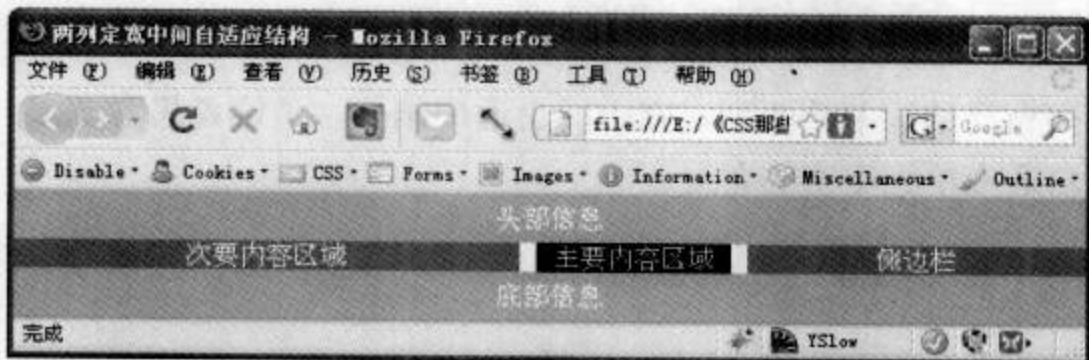 两列定宽中间自适应结构 - Mozilla Firefox
文件 (F) 编辑 (E) 查看 (V) 历史 (S) 书签 (B) 工具 (T) 帮助 (H)
file:///E:/《CSS那些 Google
Disable Cookies CSS Forms Images Information Miscellaneous Outline
头部信息
次要内容区域 主要内容区域 侧边栏
底部信息
完成 YSlow